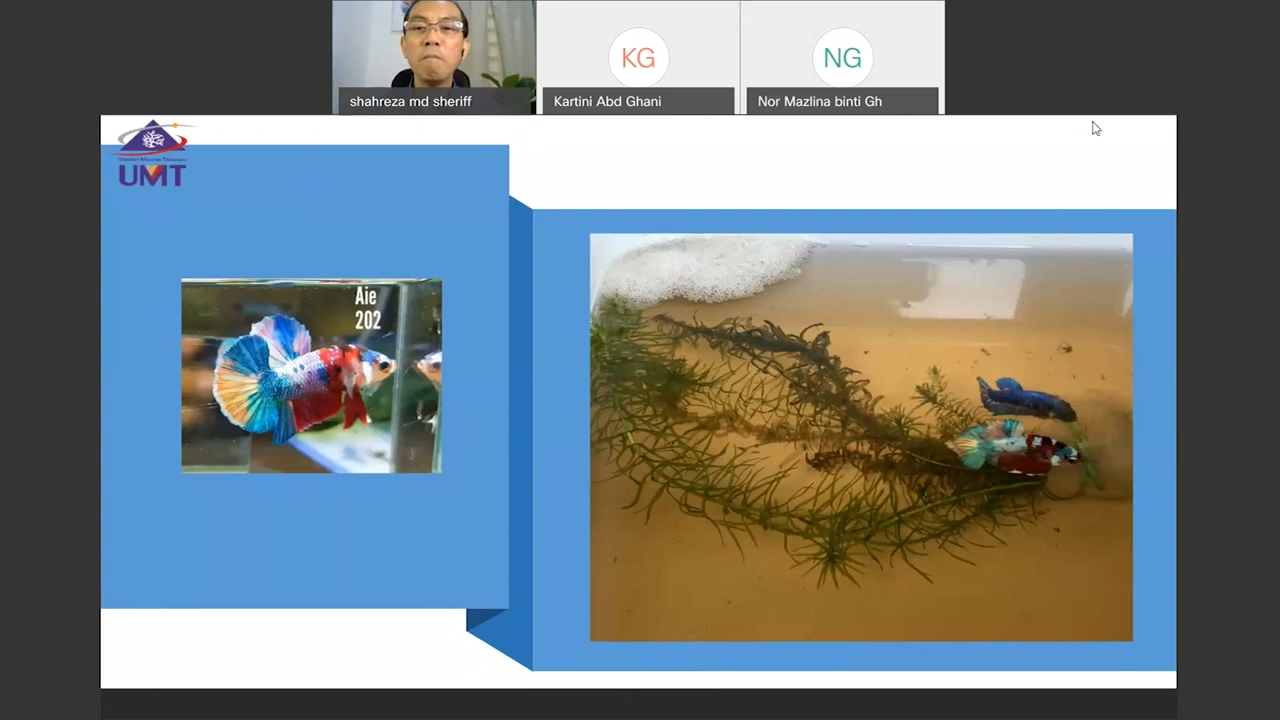 KG
NG
shahreza md sheriff
Kartini Abd Ghani
Nor Mazlina binti Gh
UMT
Aie
202